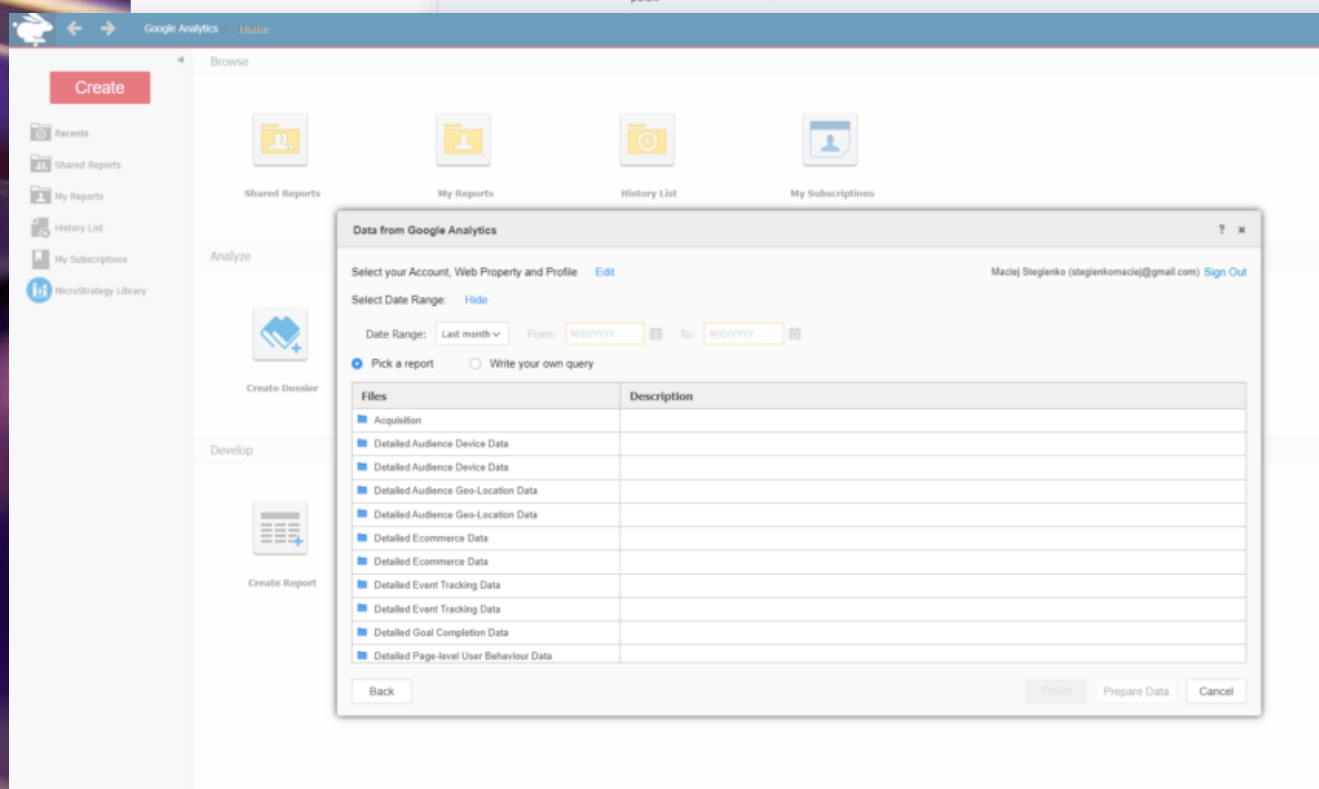 Google Analytics Home
Browse
Create
Recents
Shared Reports
My Reports
History List
My Subscriptions
MicroStrategy Library
Shared Reports
My Reports
History List
My Subscriptions
Analyze
Create Dossier
Develop
Create Report
Data from Google Analytics ? ×
Select your Account, Web Property and Profile Edit
Maciej Stegienko (stegienkomaciej@gmail.com) Sign Out
Select Date Range: Hide
Date Range: Last month From: M/D/YYYY To: M/D/YYYY
Pick a report Write your own query
Files Description
Acquisition
Detailed Audience Device Data
Detailed Audience Device Data
Detailed Audience Geo-Location Data
Detailed Audience Geo-Location Data
Detailed Ecommerce Data
Detailed Ecommerce Data
Detailed Event Tracking Data
Detailed Event Tracking Data
Detailed Goal Completion Data
Detailed Page-level User Behaviour Data
Back Finish Prepare Data Cancel